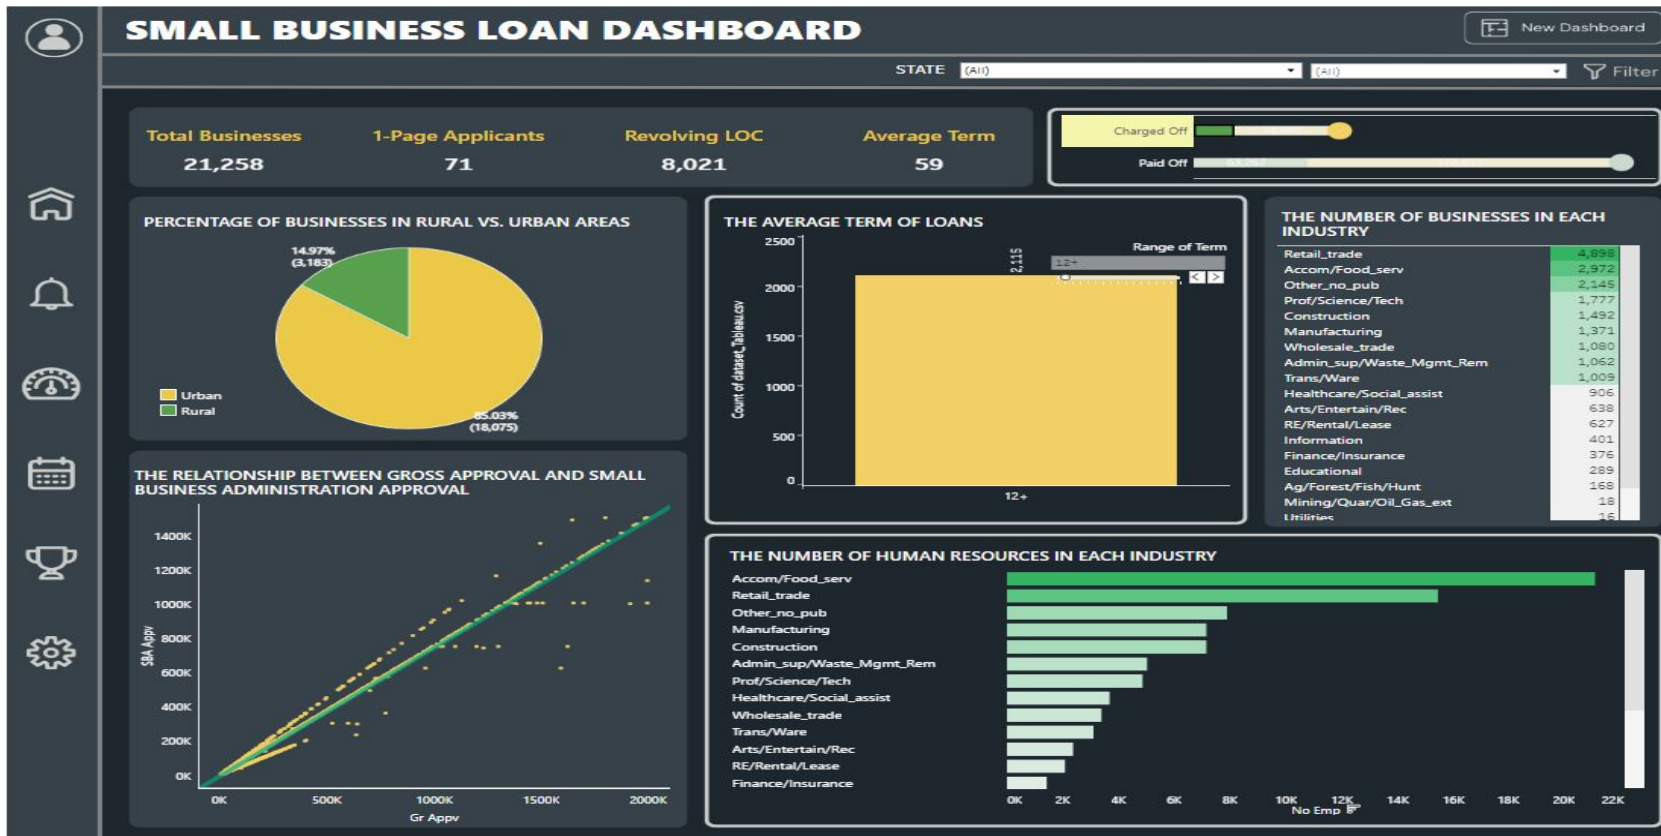 SMALL BUSINESS LOAN DASHBOARD
New Dashboard
STATE (All) (All) Filter
Total Businesses
21,258
1-Page Applicants
71
Revolving LOC
8,021
Average Term
59
Charged Off
Paid Off
PERCENTAGE OF BUSINESSES IN RURAL VS. URBAN AREAS
14.97%
(3,183)
Urban
Rural
85.03%
(18,075)
THE AVERAGE TERM OF LOANS
Range of Term
12+
< >
2,115
2500
2000
1500
1000
500
0
Count of dataset_Tableau.csv
12+
THE NUMBER OF BUSINESSES IN EACH
INDUSTRY
Retail_trade 4,898
Accom/Food_serv 2,972
Other_no_pub 2,145
Prof/Science/Tech 1,777
Construction 1,492
Manufacturing 1,371
Wholesale_trade 1,080
Admin_sup/Waste_Mgmt_Rem 1,062
Trans/Ware 1,009
Healthcare/Social_assist 906
Arts/Entertain/Rec 638
RE/Rental/Lease 627
Information 401
Finance/Insurance 376
Educational 289
Ag/Forest/Fish/Hunt 168
Mining/Quar/Oil_Gas_ext 18
Utilities 16
THE RELATIONSHIP BETWEEN GROSS APPROVAL AND SMALL
BUSINESS ADMINISTRATION APPROVAL
1400K
1200K
1000K
800K
600K
400K
200K
0K
SBA Appv
0K 500K 1000K 1500K 2000K
Gr Appv
THE NUMBER OF HUMAN RESOURCES IN EACH INDUSTRY
Accom/Food_serv
Retail_trade
Other_no_pub
Manufacturing
Construction
Admin_sup/Waste_Mgmt_Rem
Prof/Science/Tech
Healthcare/Social_assist
Wholesale_trade
Trans/Ware
Arts/Entertain/Rec
RE/Rental/Lease
Finance/Insurance
0K 2K 4K 6K 8K 10K 12K 14K 16K 18K 20K 22K
No Emp